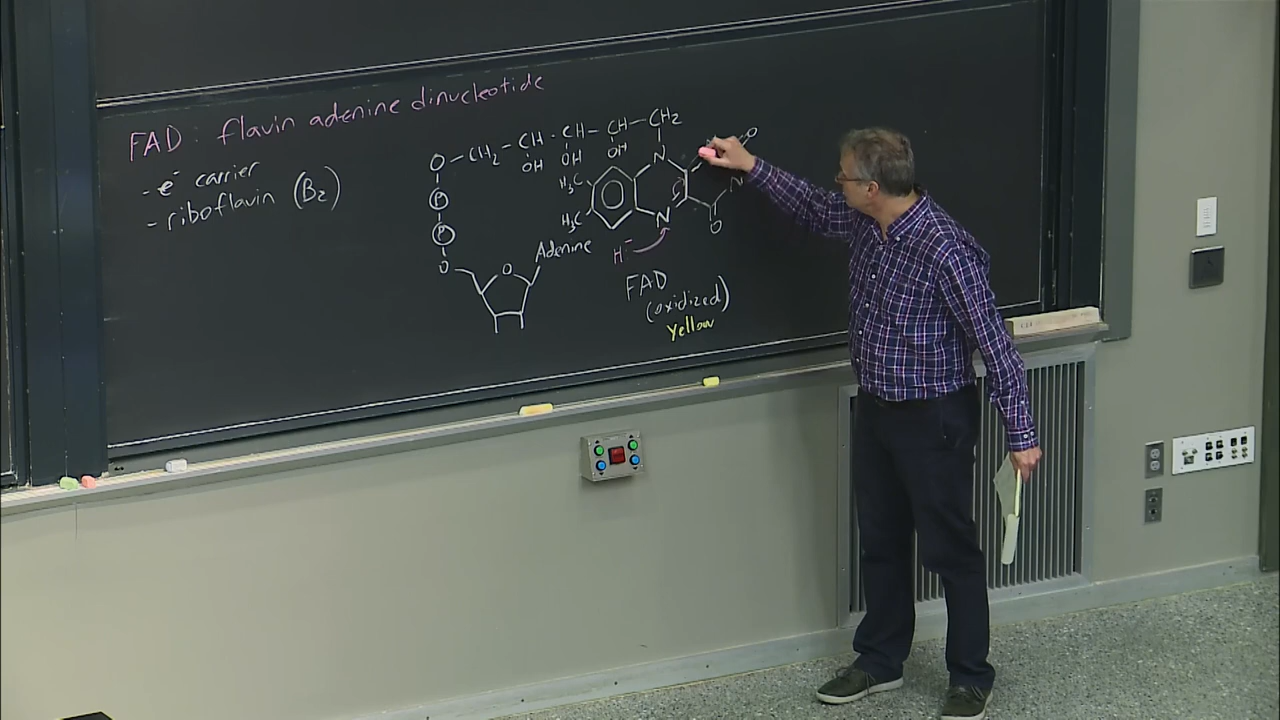 FAD: flavin adenine dinucleotide
- e⁻ carrier
- riboflavin (B₂)
O-CH₂-CH-CH-CH-CH₂
OH OH OH
P
P
O
O
Adenine
H₃C
H₃C
N
N
N
O
O
H⁻
FAD
(oxidized)
Yellow